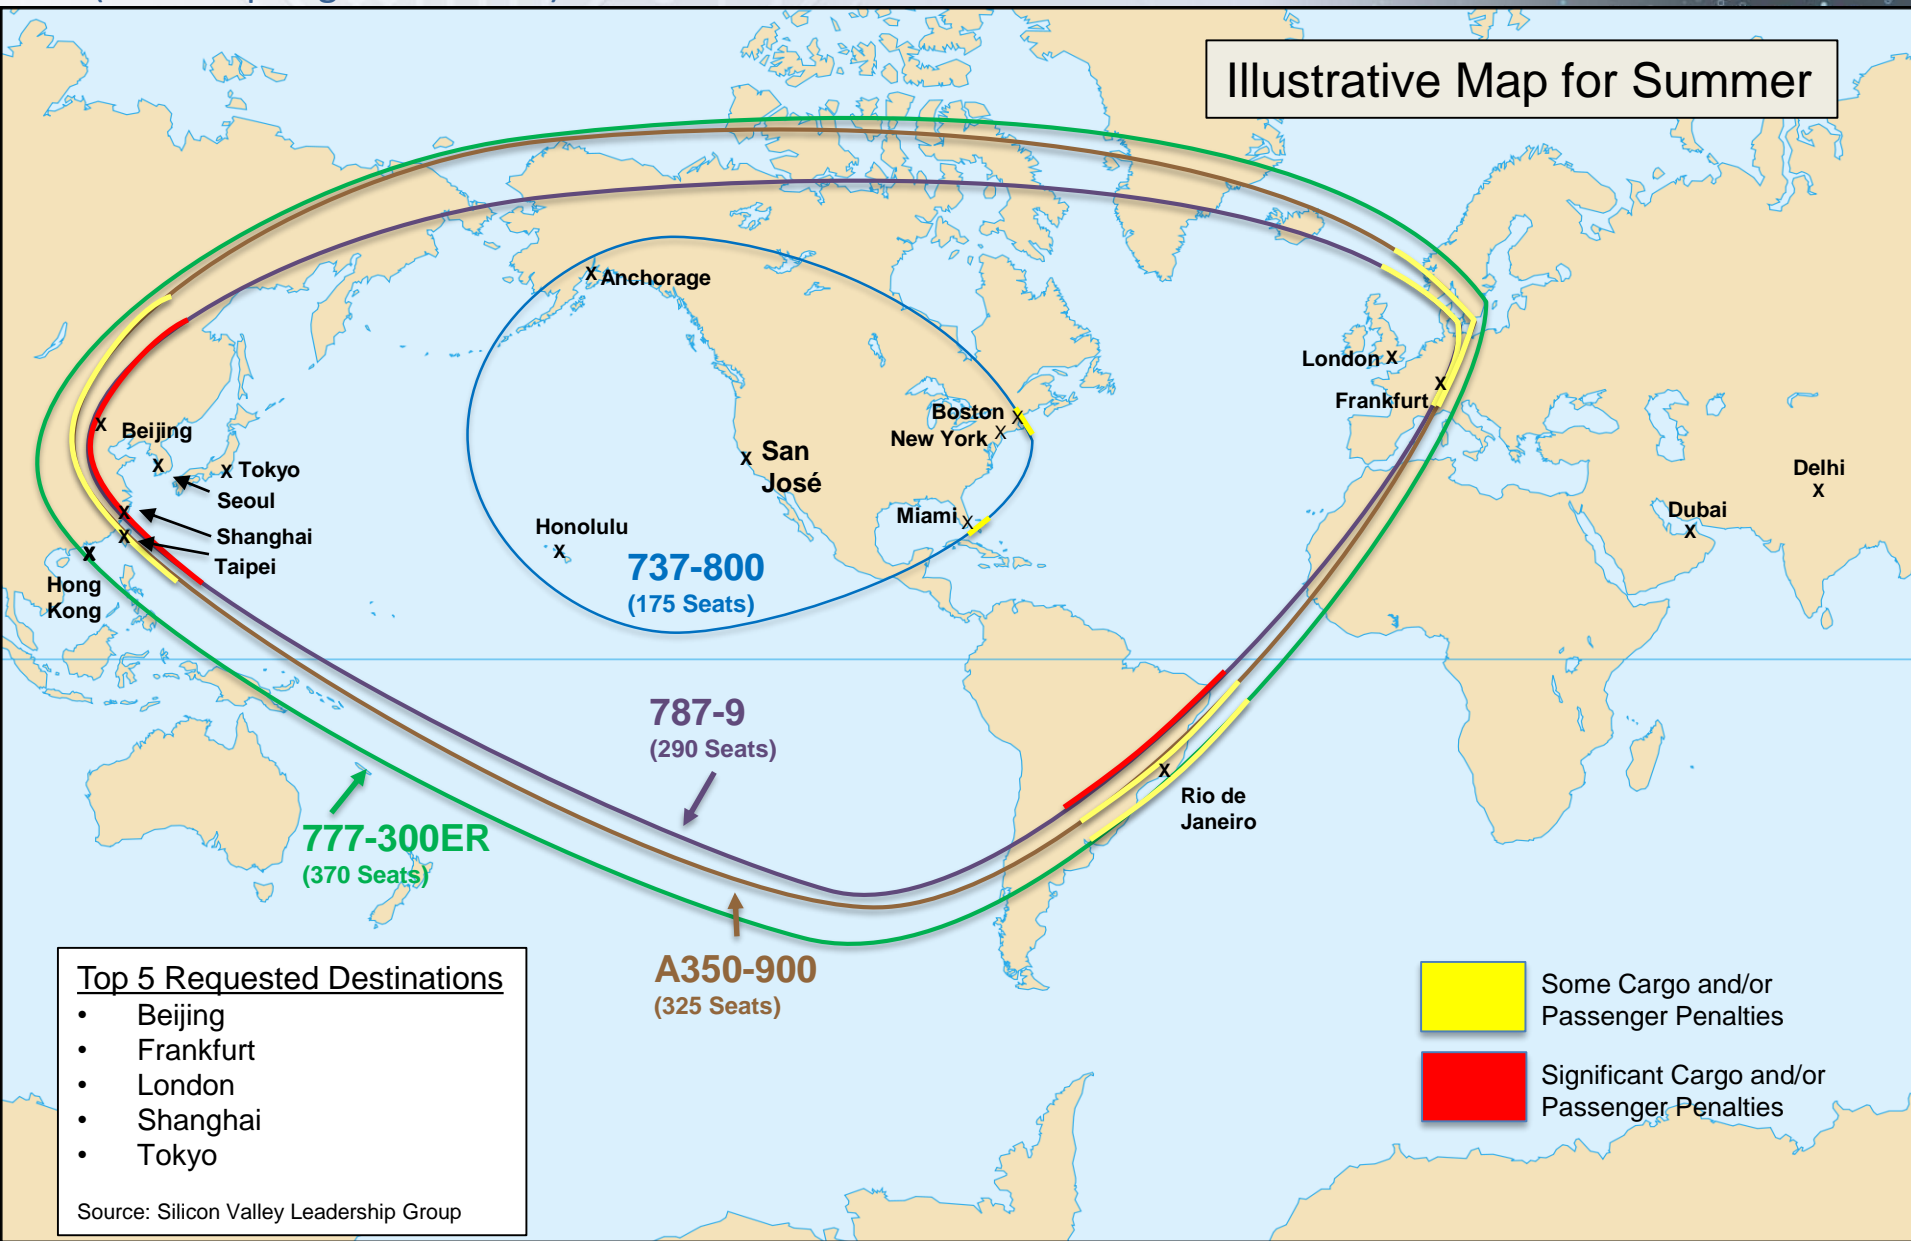 Illustrative Map for Summer
Anchorage
London X
Frankfurt
Boston
New York
San
José
Beijing
Tokyo
Seoul
Shanghai
Taipei
Hong
Kong
Honolulu
Miami
Delhi
Dubai
737-800
(175 Seats)
787-9
(290 Seats)
Rio de
Janeiro
777-300ER
(370 Seats)
A350-900
(325 Seats)
Top 5 Requested Destinations
• Beijing
• Frankfurt
• London
• Shanghai
• Tokyo
Source: Silicon Valley Leadership Group
Some Cargo and/or
Passenger Penalties
Significant Cargo and/or
Passenger Penalties